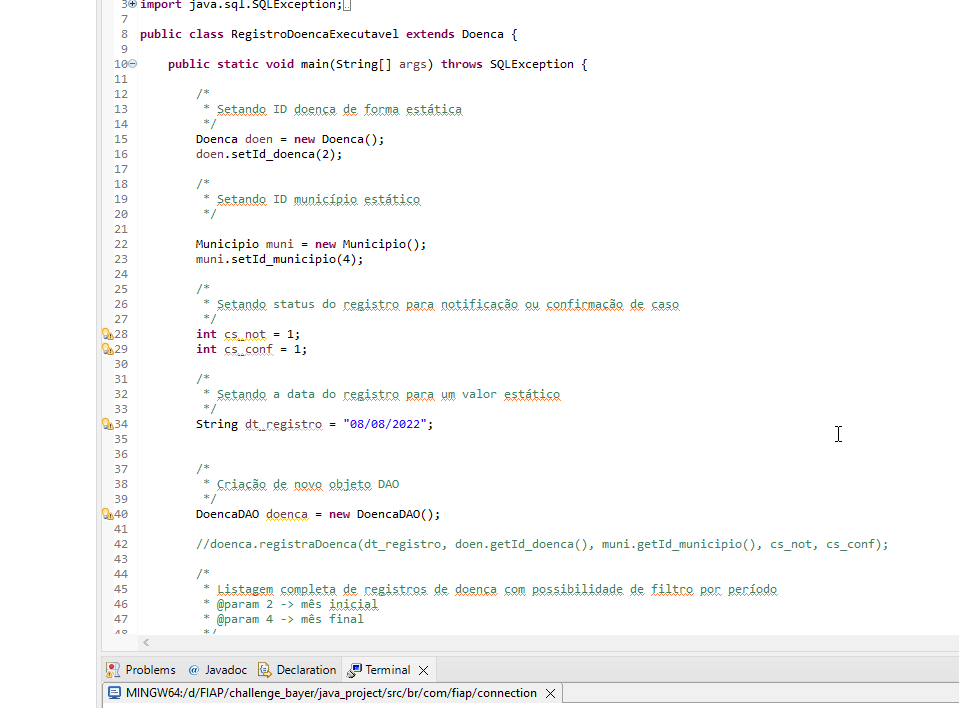 3 import java.sql.SQLException;
7
8 public class RegistroDoencaExecutavel extends Doenca {
9
10 public static void main(String[] args) throws SQLException {
11
12 /*
13 * Setando ID doença de forma estática
14 */
15 Doenca doen = new Doenca();
16 doen.setId_doenca(2);
17
18 /*
19 * Setando ID município estático
20 */
21
22 Municipio muni = new Municipio();
23 muni.setId_municipio(4);
24
25 /*
26 * Setando status do registro para notificação ou confirmação de caso
27 */
28 int cs_not = 1;
29 int cs_conf = 1;
30
31 /*
32 * Setando a data do registro para um valor estático
33 */
34 String dt_registro = "08/08/2022";
35
36
37 /*
38 * Criação de novo objeto DAO
39 */
40 DoencaDAO doenca = new DoencaDAO();
41
42 //doenca.registraDoenca(dt_registro, doen.getId_doenca(), muni.getId_municipio(), cs_not, cs_conf);
43
44 /*
45 * Listagem completa de registros de doença com possibilidade de filtro por período
46 * @param 2 -> mês inicial
47 * @param 4 -> mês final
48 */
Problems @ Javadoc Declaration Terminal
MINGW64:/d/FIAP/challenge_bayer/java_project/src/br/com/fiap/connection